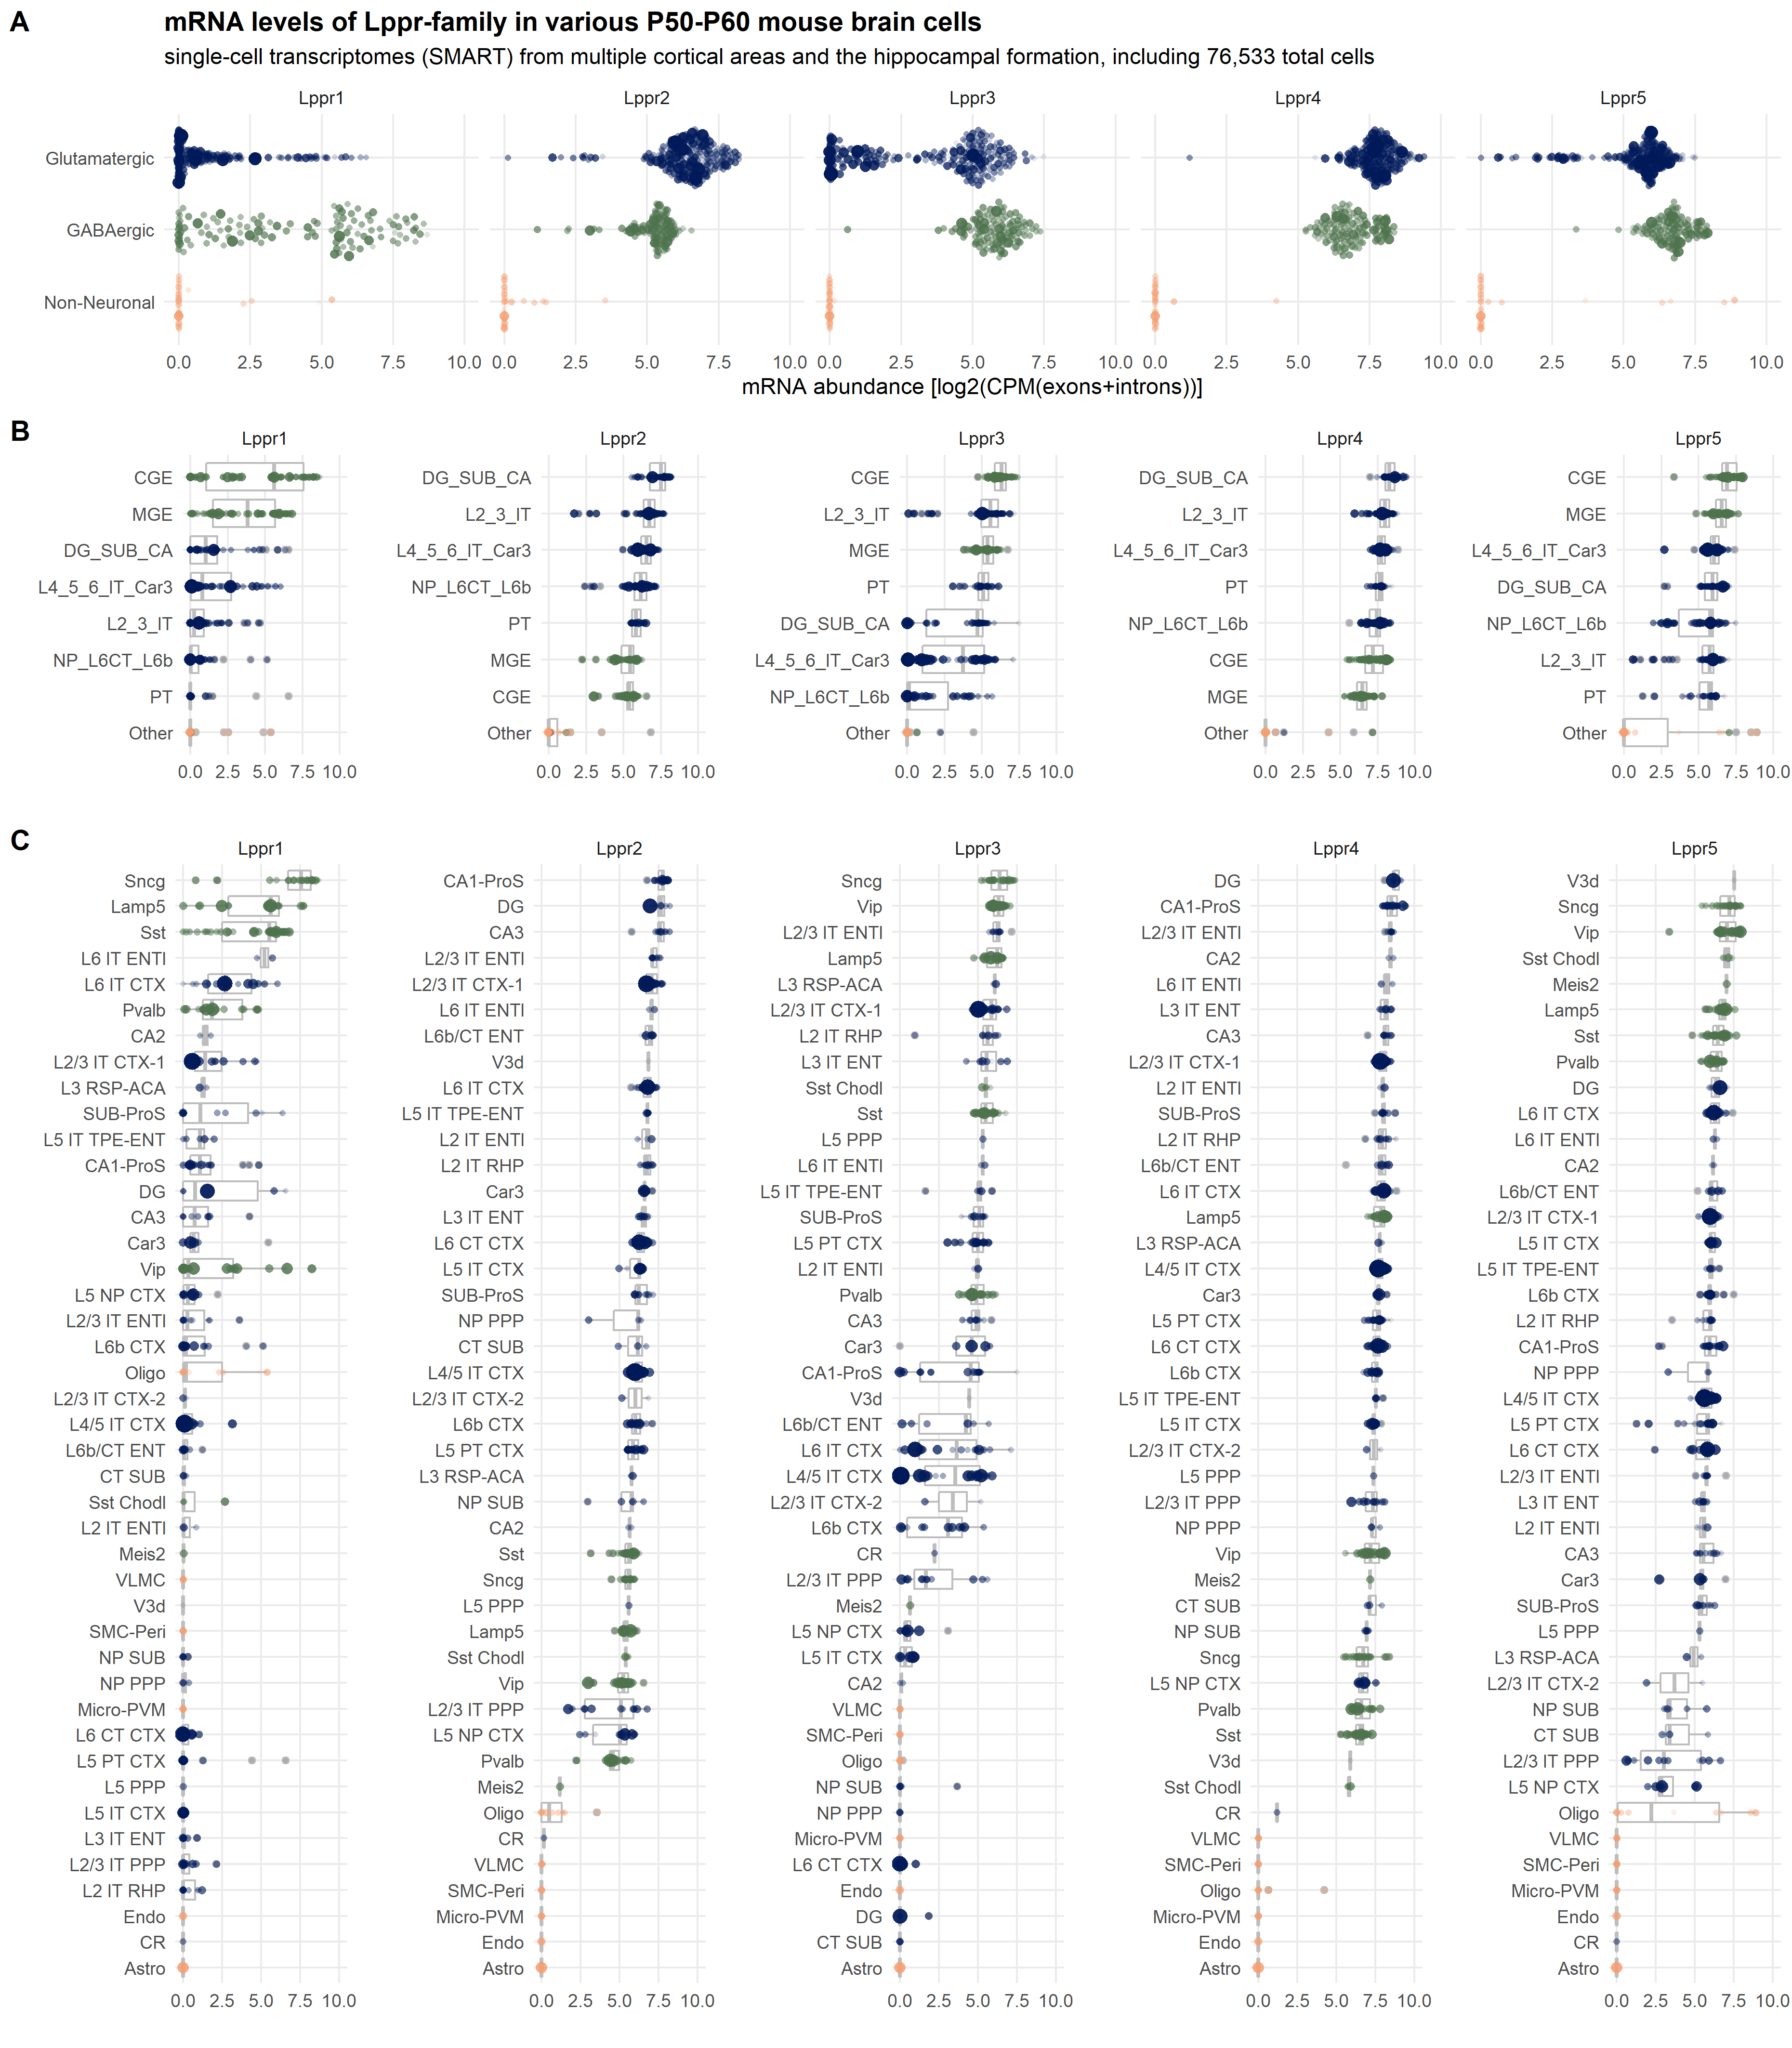 A
mRNA levels of Lppr-family in various P50-P60 mouse brain cells
single-cell transcriptomes (SMART) from multiple cortical areas and the hippocampal formation, including 76,533 total cells
Lppr1 Lppr2 Lppr3 Lppr4 Lppr5
Glutamatergic
GABAergic
Non-Neuronal
0.0 2.5 5.0 7.5 10.0 0.0 2.5 5.0 7.5 10.0 0.0 2.5 5.0 7.5 10.0 0.0 2.5 5.0 7.5 10.0 0.0 2.5 5.0 7.5 10.0
mRNA abundance [log2(CPM(exons+introns))]
B
Lppr1 Lppr2 Lppr3 Lppr4 Lppr5
CGE DG_SUB_CA CGE DG_SUB_CA CGE
MGE L2_3_IT L2_3_IT L2_3_IT MGE
DG_SUB_CA L4_5_6_IT_Car3 MGE L4_5_6_IT_Car3 L4_5_6_IT_Car3
L4_5_6_IT_Car3 NP_L6CT_L6b PT PT DG_SUB_CA
L2_3_IT PT DG_SUB_CA NP_L6CT_L6b NP_L6CT_L6b
NP_L6CT_L6b MGE L4_5_6_IT_Car3 CGE L2_3_IT
PT CGE NP_L6CT_L6b MGE PT
Other Other Other Other Other
0.0 2.5 5.0 7.5 10.0 0.0 2.5 5.0 7.5 10.0 0.0 2.5 5.0 7.5 10.0 0.0 2.5 5.0 7.5 10.0 0.0 2.5 5.0 7.5 10.0
C
Lppr1 Lppr2 Lppr3 Lppr4 Lppr5
Sncg CA1-ProS Sncg DG V3d
Lamp5 DG Vip CA1-ProS Sncg
Sst CA3 L2/3 IT ENTl L2/3 IT ENTl Vip
L6 IT ENTl L2/3 IT ENTl Lamp5 CA2 Sst Chodl
L6 IT CTX L2/3 IT CTX-1 L3 RSP-ACA L6 IT ENTl Meis2
Pvalb L6 IT ENTl L2/3 IT CTX-1 L3 IT ENT Lamp5
CA2 L6b/CT ENT L2 IT RHP CA3 Sst
L2/3 IT CTX-1 V3d L3 IT ENT L2/3 IT CTX-1 Pvalb
L3 RSP-ACA L6 IT CTX Sst Chodl L2 IT ENTl DG
SUB-ProS L5 IT TPE-ENT Sst SUB-ProS L6 IT CTX
L5 IT TPE-ENT L2 IT ENTl L5 PPP L2 IT RHP L6 IT ENTl
CA1-ProS L2 IT RHP L6 IT ENTl L6b/CT ENT CA2
DG Car3 L5 IT TPE-ENT L6 IT CTX L6b/CT ENT
CA3 L3 IT ENT SUB-ProS Lamp5 L2/3 IT CTX-1
Car3 L6 CT CTX L5 PT CTX L3 RSP-ACA L5 IT CTX
Vip L5 IT CTX L2 IT ENTl L4/5 IT CTX L5 IT TPE-ENT
L5 NP CTX SUB-ProS Pvalb Car3 L6b CTX
L2/3 IT ENTl NP PPP CA3 L5 PT CTX L2 IT RHP
L6b CTX CT SUB Car3 L6 CT CTX CA1-ProS
Oligo L4/5 IT CTX CA1-ProS L6b CTX NP PPP
L2/3 IT CTX-2 L2/3 IT CTX-2 V3d L5 IT TPE-ENT L4/5 IT CTX
L4/5 IT CTX L6b CTX L6b/CT ENT L5 IT CTX L5 PT CTX
L6b/CT ENT L5 PT CTX L6 IT CTX L2/3 IT CTX-2 L6 CT CTX
CT SUB L3 RSP-ACA L4/5 IT CTX L5 PPP L2/3 IT ENTl
Sst Chodl NP SUB L2/3 IT CTX-2 L2/3 IT PPP L3 IT ENT
L2 IT ENTl CA2 L6b CTX NP PPP L2 IT ENTl
Meis2 Sst CR Vip CA3
VLMC Sncg L2/3 IT PPP Meis2 Car3
V3d L5 PPP Meis2 CT SUB SUB-ProS
SMC-Peri Lamp5 L5 NP CTX NP SUB L5 PPP
NP SUB Sst Chodl L5 IT CTX Sncg L3 RSP-ACA
NP PPP Vip CA2 L5 NP CTX L2/3 IT CTX-2
Micro-PVM L2/3 IT PPP VLMC Pvalb NP SUB
L6 CT CTX L5 NP CTX SMC-Peri Sst CT SUB
L5 PT CTX Pvalb Oligo V3d L2/3 IT PPP
L5 PPP Meis2 NP SUB Sst Chodl L5 NP CTX
L5 IT CTX Oligo NP PPP CR Oligo
L3 IT ENT CR Micro-PVM VLMC VLMC
L2/3 IT PPP VLMC L6 CT CTX SMC-Peri SMC-Peri
L2 IT RHP SMC-Peri Endo Oligo Micro-PVM
Endo Micro-PVM DG Micro-PVM Endo
CR Endo CT SUB Endo CR
Astro Astro Astro Astro Astro
0.0 2.5 5.0 7.5 10.0 0.0 2.5 5.0 7.5 10.0 0.0 2.5 5.0 7.5 10.0 0.0 2.5 5.0 7.5 10.0 0.0 2.5 5.0 7.5 10.0